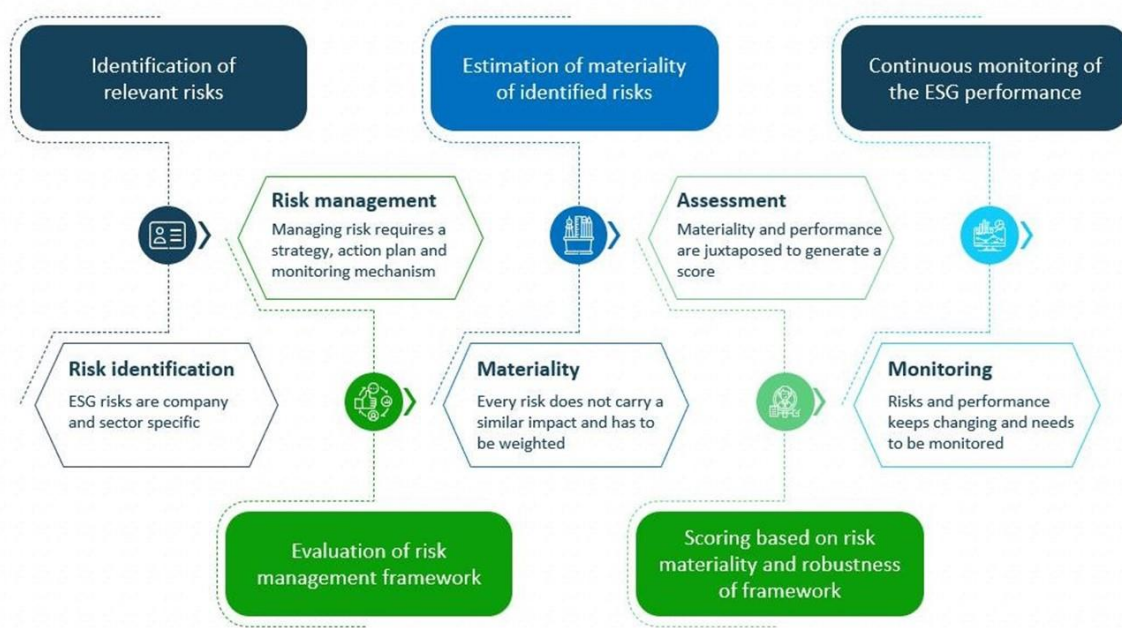 Identification of
relevant risks
Estimation of materiality
of identified risks
Continuous monitoring of
the ESG performance
Risk management
Managing risk requires a
strategy, action plan and
monitoring mechanism
Assessment
Materiality and performance
are juxtaposed to generate a
score
Risk identification
ESG risks are company
and sector specific
Materiality
Every risk does not carry a
similar impact and has to
be weighted
Monitoring
Risks and performance
keeps changing and needs
to be monitored
Evaluation of risk
management framework
Scoring based on risk
materiality and robustness
of framework